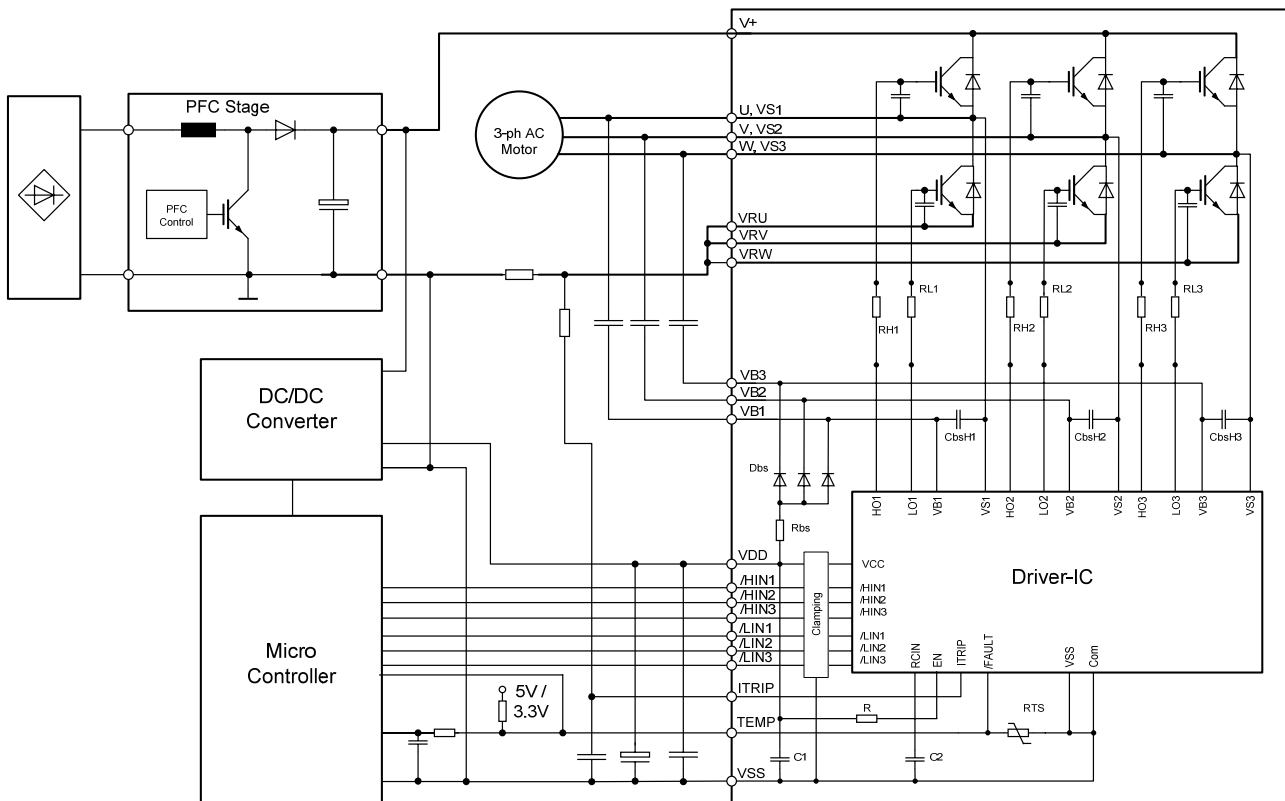 V+
PFC Stage
PFC
Control
3-ph AC
Motor
U, VS1
V, VS2
W, VS3
VRU
VRV
VRW
RL1
RL2
RL3
RH1
RH2
RH3
DC/DC
Converter
VB3
VB2
VB1
CbsH1
CbsH2
CbsH3
Dbs
Rbs
HO1
LO1
VB1
VS1
HO2
LO2
VB2
VS2
HO3
LO3
VB3
VS3
VDD
/HIN1
/HIN2
/HIN3
/LIN1
/LIN2
/LIN3
ITRIP
TEMP
VSS
Clamping
VCC
/HIN1
/HIN2
/HIN3
/LIN1
/LIN2
/LIN3
Driver-IC
RCIN
EN
ITRIP
/FAULT
VSS
Com
Micro
Controller
5V /
3.3V
R
RTS
C1
C2